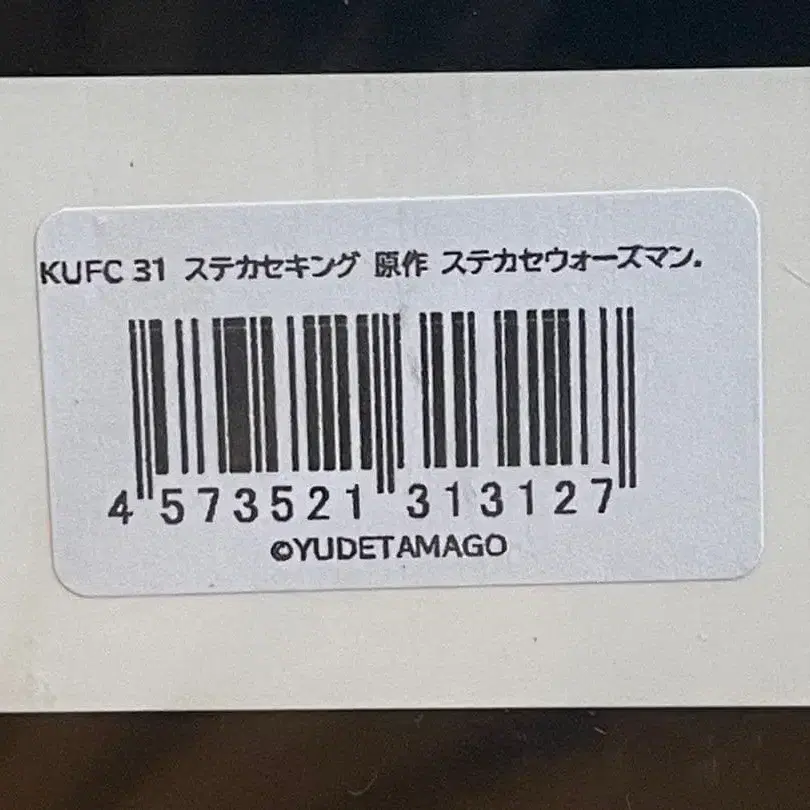 KUFC 31 ステカセキング 原作 ステカセウォーズマン.
4 573521 313127
©YUDETAMAGO